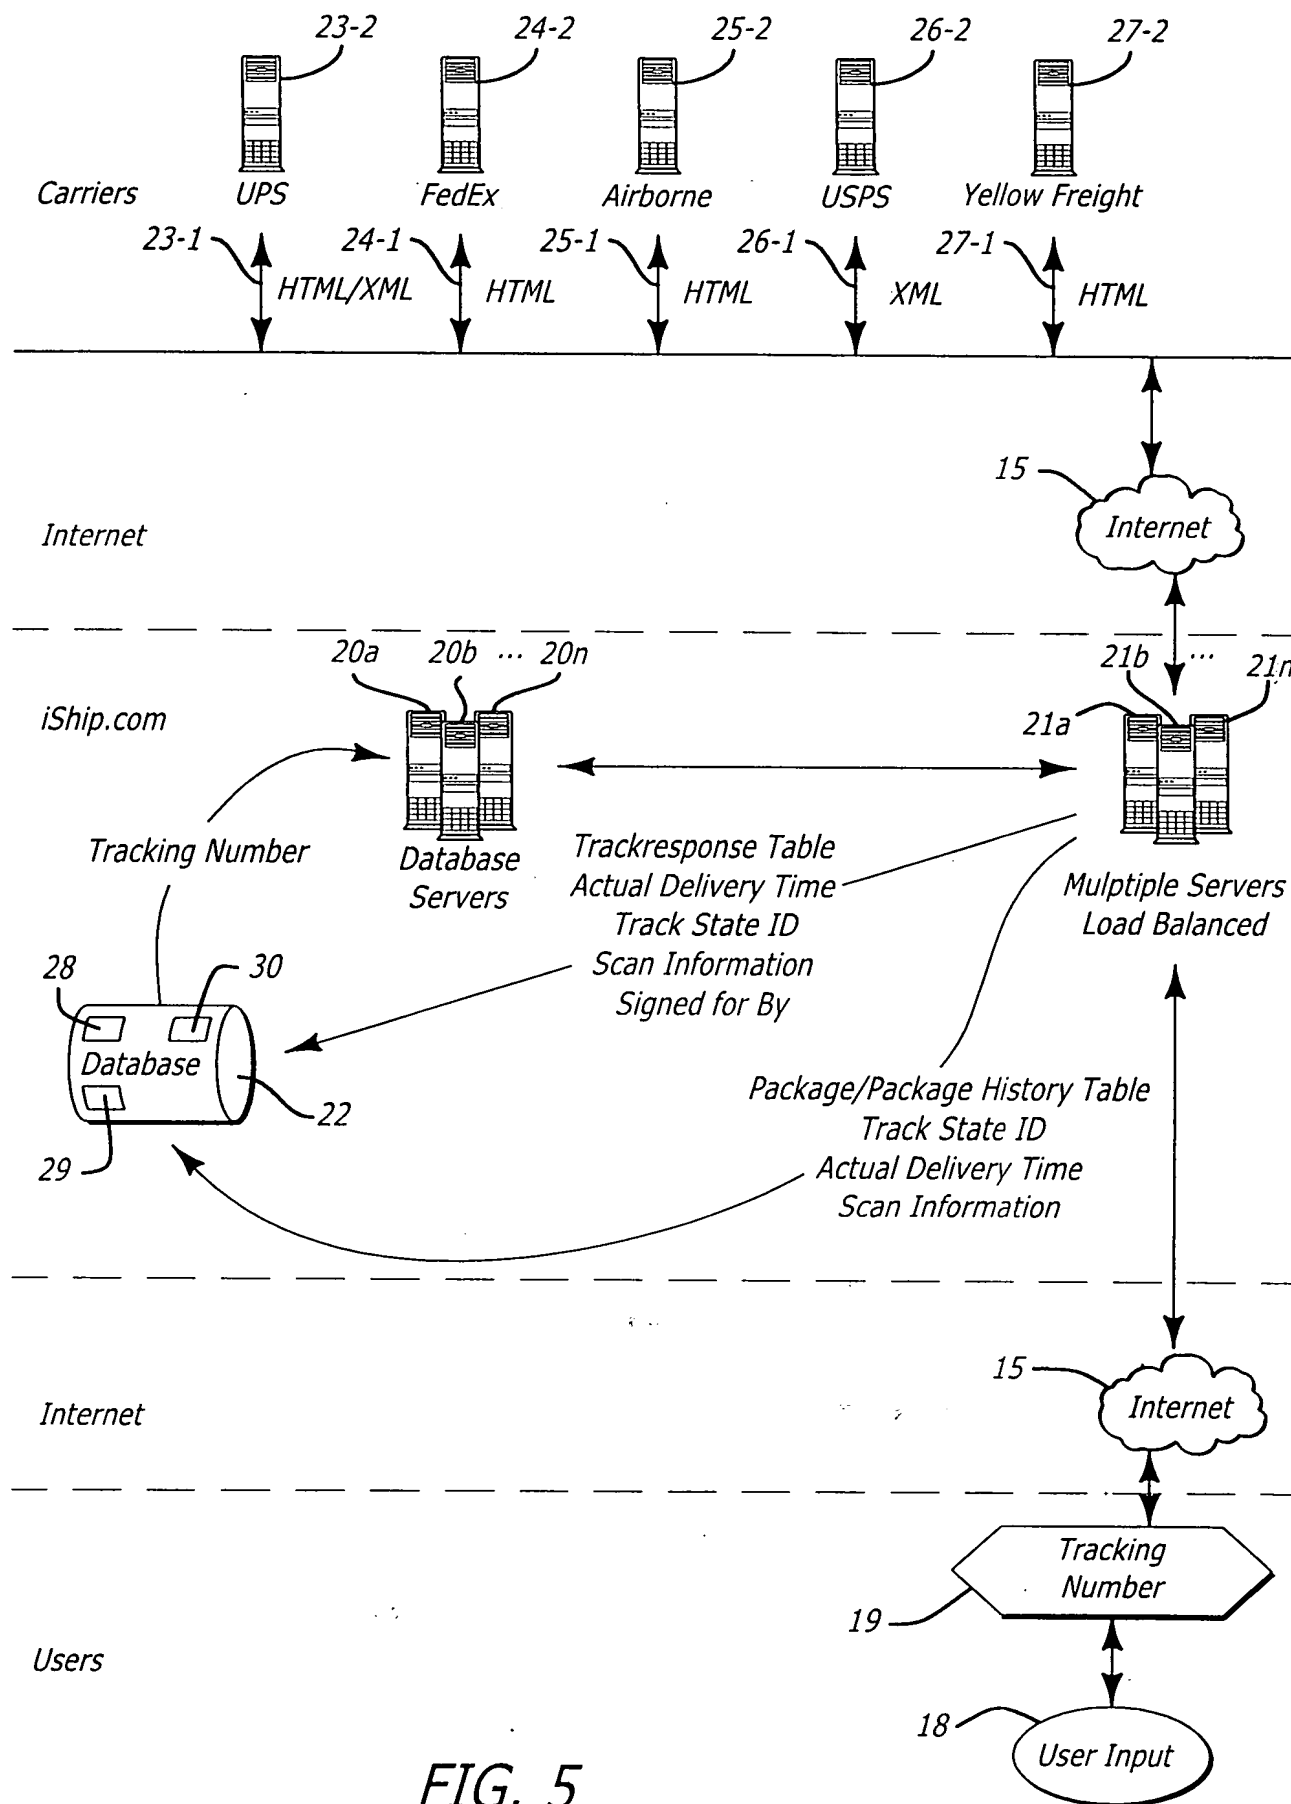 23-2 24-2 25-2 26-2 27-2
Carriers UPS FedEx Airborne USPS Yellow Freight
23-1 24-1 25-1 26-1 27-1
HTML/XML HTML HTML XML HTML
15
Internet
Internet
20a 20b ... 20n
21b ...
21n
iShip.com
21a
Tracking Number
Database
Servers
Trackresponse Table
Actual Delivery Time
Track State ID
Scan Information
Signed for By
Mulptiple Servers
Load Balanced
28
30
Database
22
29
Package/Package History Table
Track State ID
Actual Delivery Time
Scan Information
15
Internet
Internet
Tracking
Number
19
Users
18
User Input
FIG. 5